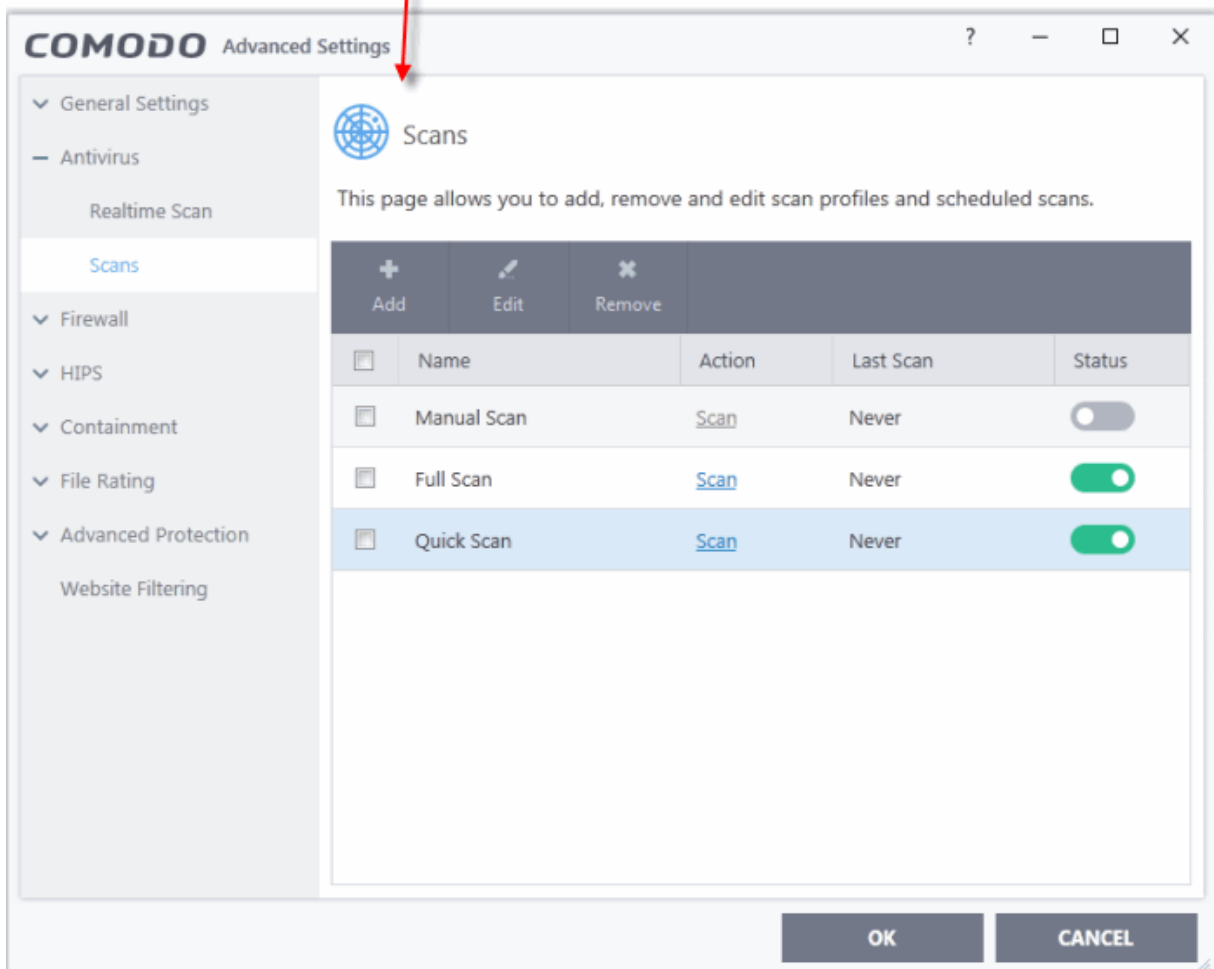 COMODO Advanced Settings ?
General Settings
Antivirus
Realtime Scan
Scans
Firewall
HIPS
Containment
File Rating
Advanced Protection
Website Filtering
Scans
This page allows you to add, remove and edit scan profiles and scheduled scans.
Add Edit Remove
Name Action Last Scan Status
Manual Scan Scan Never
Full Scan Scan Never
Quick Scan Scan Never
OK CANCEL